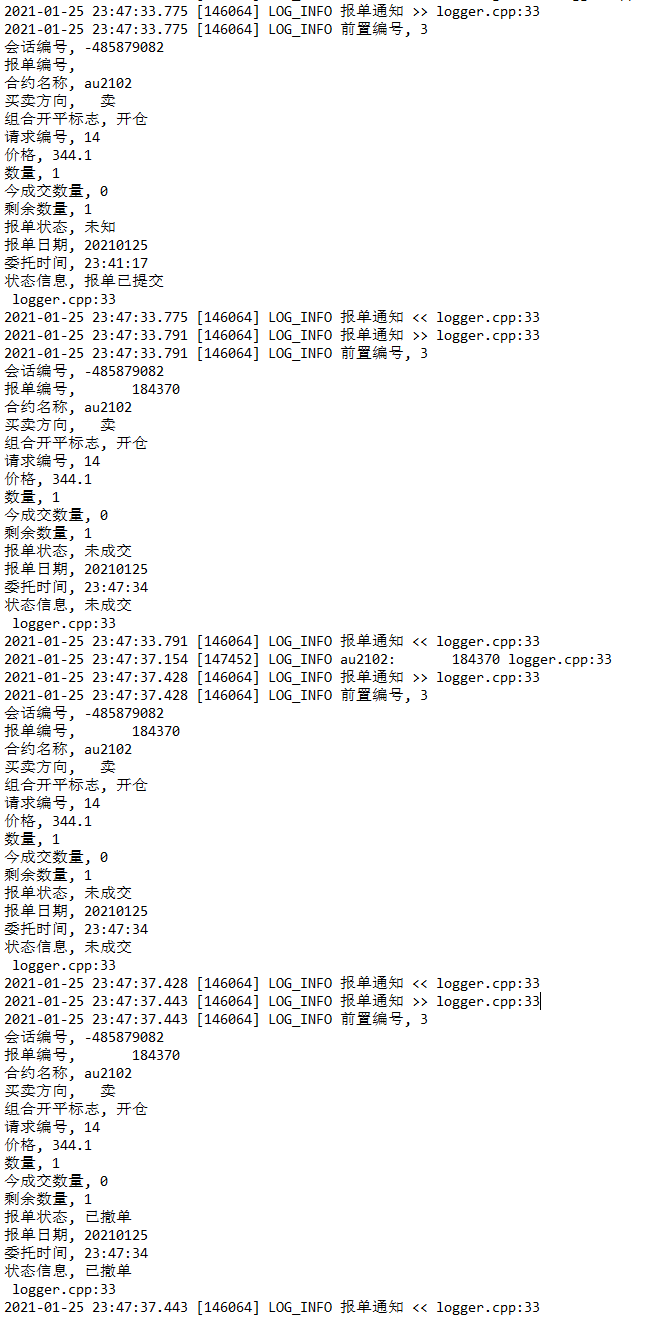 2021-01-25 23:47:33.775 [146064] LOG_INFO 报单通知 >> logger.cpp:33
2021-01-25 23:47:33.775 [146064] LOG_INFO 前置编号, 3
会话编号, -485879082
报单编号,
合约名称, au2102
买卖方向,   卖
组合开平标志, 开仓
请求编号, 14
价格, 344.1
数量, 1
今成交数量, 0
剩余数量, 1
报单状态, 未知
报单日期, 20210125
委托时间, 23:41:17
状态信息, 报单已提交
 logger.cpp:33
2021-01-25 23:47:33.775 [146064] LOG_INFO 报单通知 << logger.cpp:33
2021-01-25 23:47:33.791 [146064] LOG_INFO 报单通知 >> logger.cpp:33
2021-01-25 23:47:33.791 [146064] LOG_INFO 前置编号, 3
会话编号, -485879082
报单编号,       184370
合约名称, au2102
买卖方向,   卖
组合开平标志, 开仓
请求编号, 14
价格, 344.1
数量, 1
今成交数量, 0
剩余数量, 1
报单状态, 未成交
报单日期, 20210125
委托时间, 23:47:34
状态信息, 未成交
 logger.cpp:33
2021-01-25 23:47:33.791 [146064] LOG_INFO 报单通知 << logger.cpp:33
2021-01-25 23:47:37.154 [147452] LOG_INFO au2102:       184370 logger.cpp:33
2021-01-25 23:47:37.428 [146064] LOG_INFO 报单通知 >> logger.cpp:33
2021-01-25 23:47:37.428 [146064] LOG_INFO 前置编号, 3
会话编号, -485879082
报单编号,       184370
合约名称, au2102
买卖方向,   卖
组合开平标志, 开仓
请求编号, 14
价格, 344.1
数量, 1
今成交数量, 0
剩余数量, 1
报单状态, 未成交
报单日期, 20210125
委托时间, 23:47:34
状态信息, 未成交
 logger.cpp:33
2021-01-25 23:47:37.428 [146064] LOG_INFO 报单通知 << logger.cpp:33
2021-01-25 23:47:37.443 [146064] LOG_INFO 报单通知 >> logger.cpp:33
2021-01-25 23:47:37.443 [146064] LOG_INFO 前置编号, 3
会话编号, -485879082
报单编号,       184370
合约名称, au2102
买卖方向,   卖
组合开平标志, 开仓
请求编号, 14
价格, 344.1
数量, 1
今成交数量, 0
剩余数量, 1
报单状态, 已撤单
报单日期, 20210125
委托时间, 23:47:34
状态信息, 已撤单
 logger.cpp:33
2021-01-25 23:47:37.443 [146064] LOG_INFO 报单通知 << logger.cpp:33